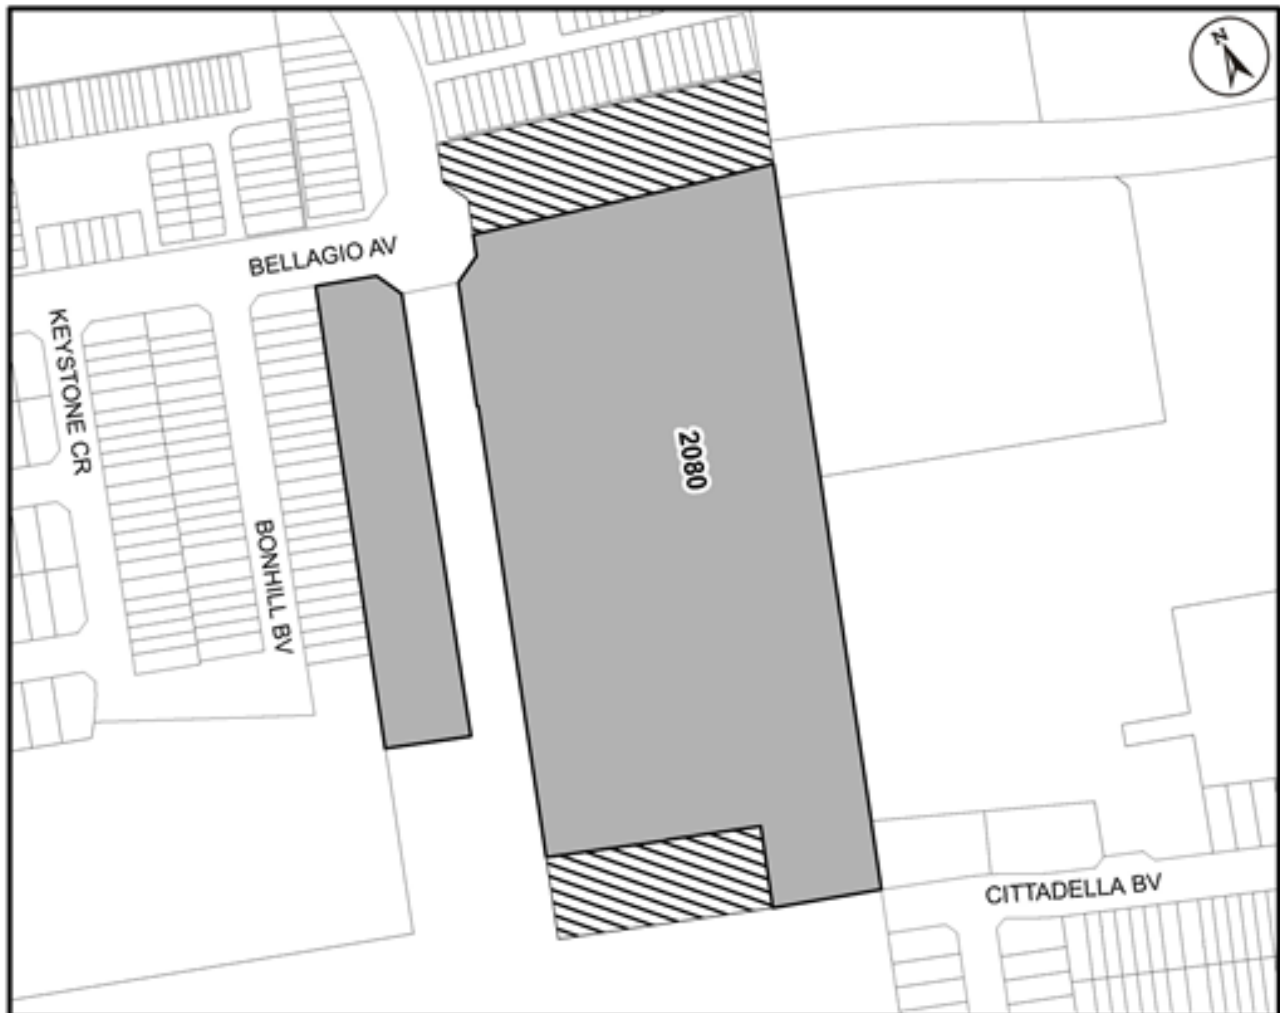 N
BELLAGIO AV
KEYSTONE CR
2080
BONHILL BV
CITTADELLA BV